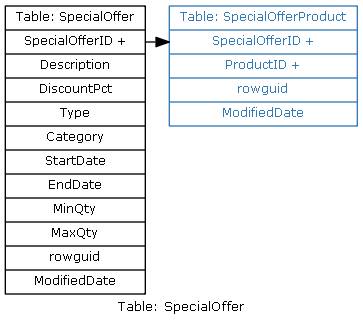 Table: SpecialOffer
SpecialOfferID +
Description
DiscountPct
Type
Category
StartDate
EndDate
MinQty
MaxQty
rowguid
ModifiedDate
Table: SpecialOfferProduct
SpecialOfferID +
ProductID +
rowguid
ModifiedDate
Table: SpecialOffer